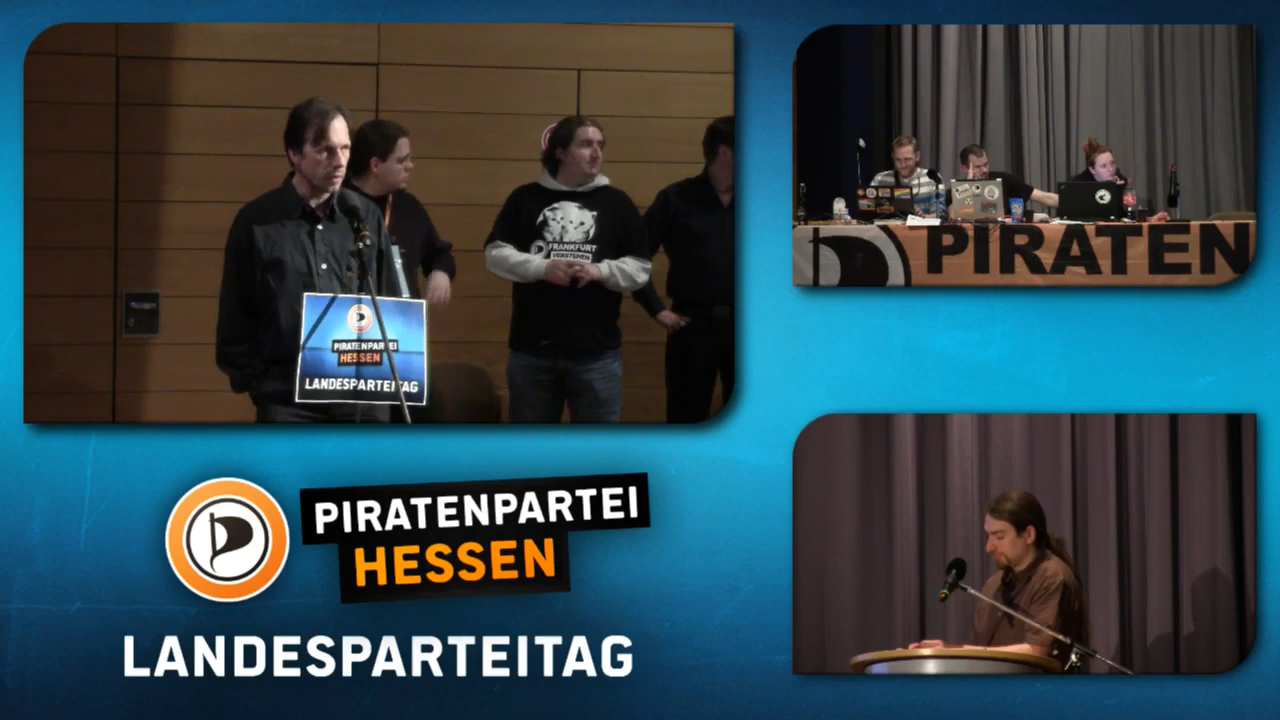 FRANKFURT
VERSTEHEN
PIRATENPARTEI
HESSEN
LANDESPARTEITAG
PIRATEN
PIRATENPARTEI
HESSEN
LANDESPARTEITAG